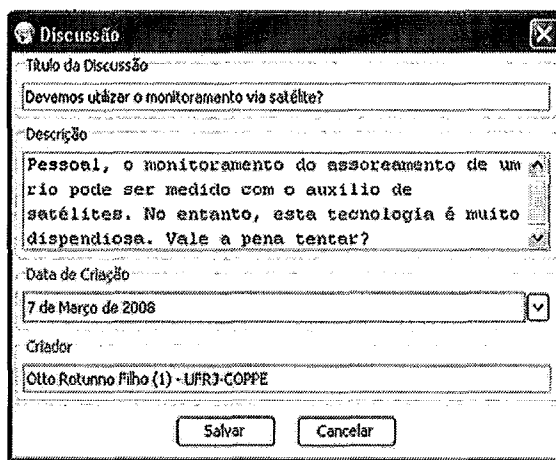 Discussão
Título da Discussão
Devemos utilizar o monitoramento via satélite?
Descrição
Pessoal, o monitoramento do assoreamento de um
rio pode ser medido com o auxílio de
satélites. No entanto, esta tecnologia é muito
dispendiosa. Vale a pena tentar?
Data de Criação
7 de Março de 2008
Criador
Otto Rotunno Filho (1) - UFRJ-COPPE
Salvar
Cancelar